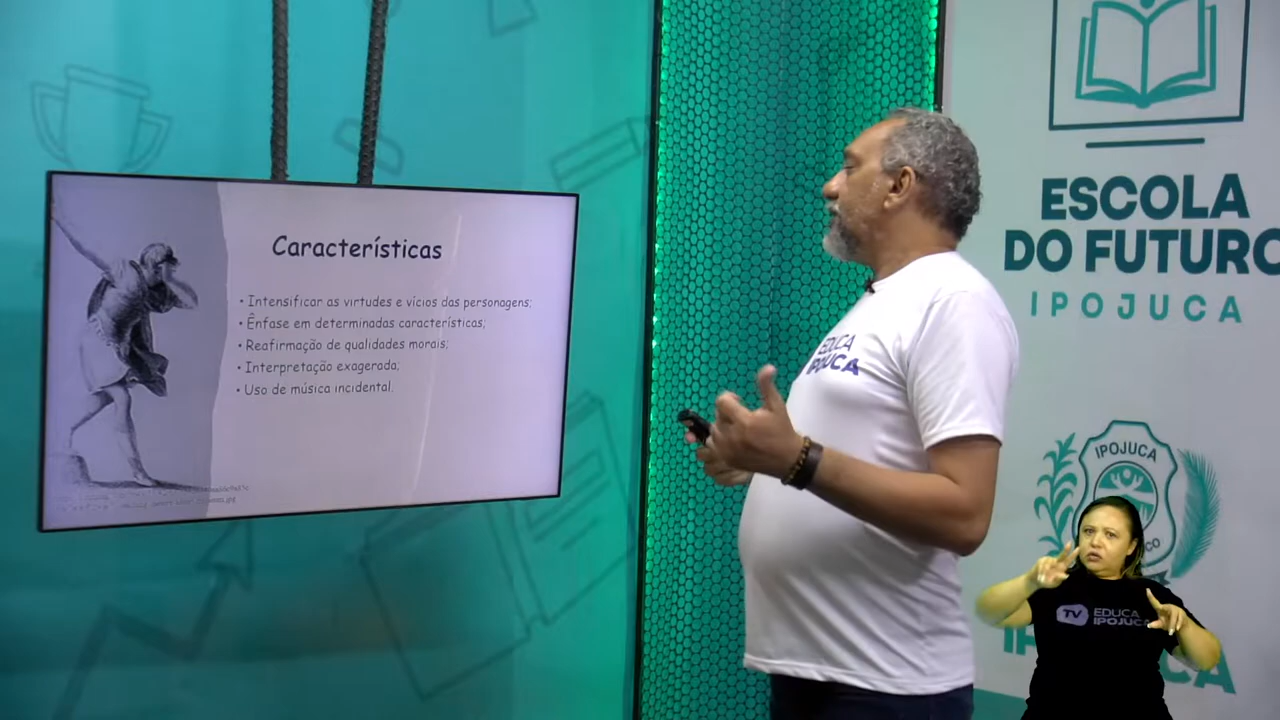 Características
• Intensificar as virtudes e vícios das personagens;
• Ênfase em determinadas características;
• Reafirmação de qualidades morais;
• Interpretação exagerada;
• Uso de música incidental.
EDUCA
IPOJUCA
ESCOLA
DO FUTURO
IPOJUCA
IPOJUCA
TV EDUCA
IPOJUCA